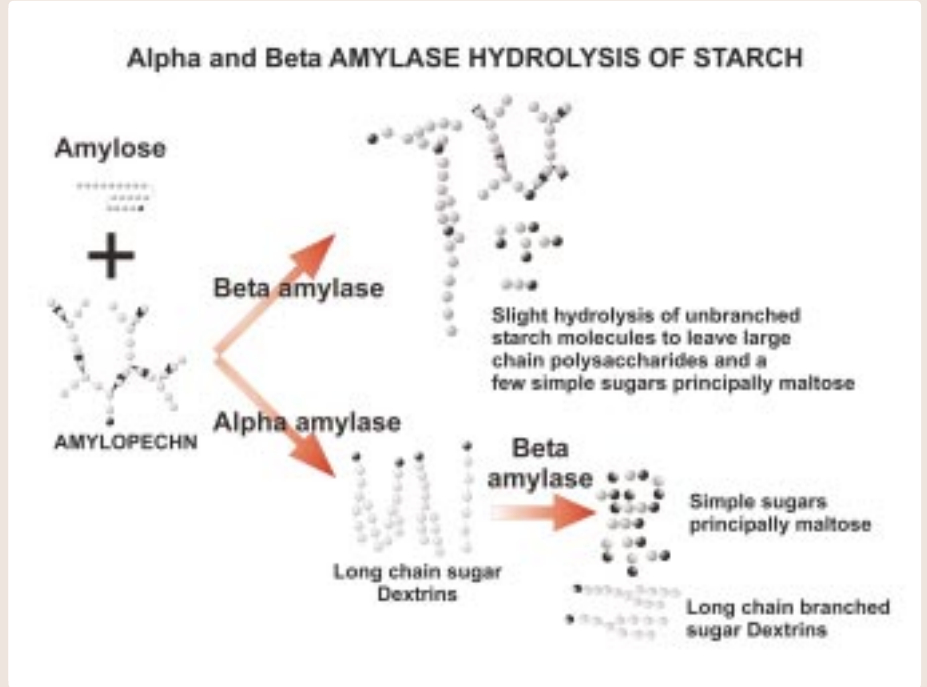 Alpha and Beta AMYLASE HYDROLYSIS OF STARCH
Amylose
Beta amylase
Slight hydrolysis of unbranched
starch molecules to leave large
chain polysaccharides and a
few simple sugars principally maltose
AMYLOPECHN
Alpha amylase
Beta
amylase
Simple sugars
principally maltose
Long chain sugar
Dextrins
Long chain branched
sugar Dextrins